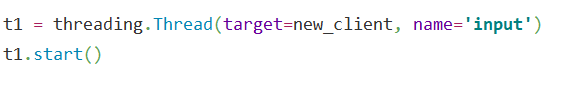 t1 = threading.Thread(target=new_client, name='input')
t1.start()